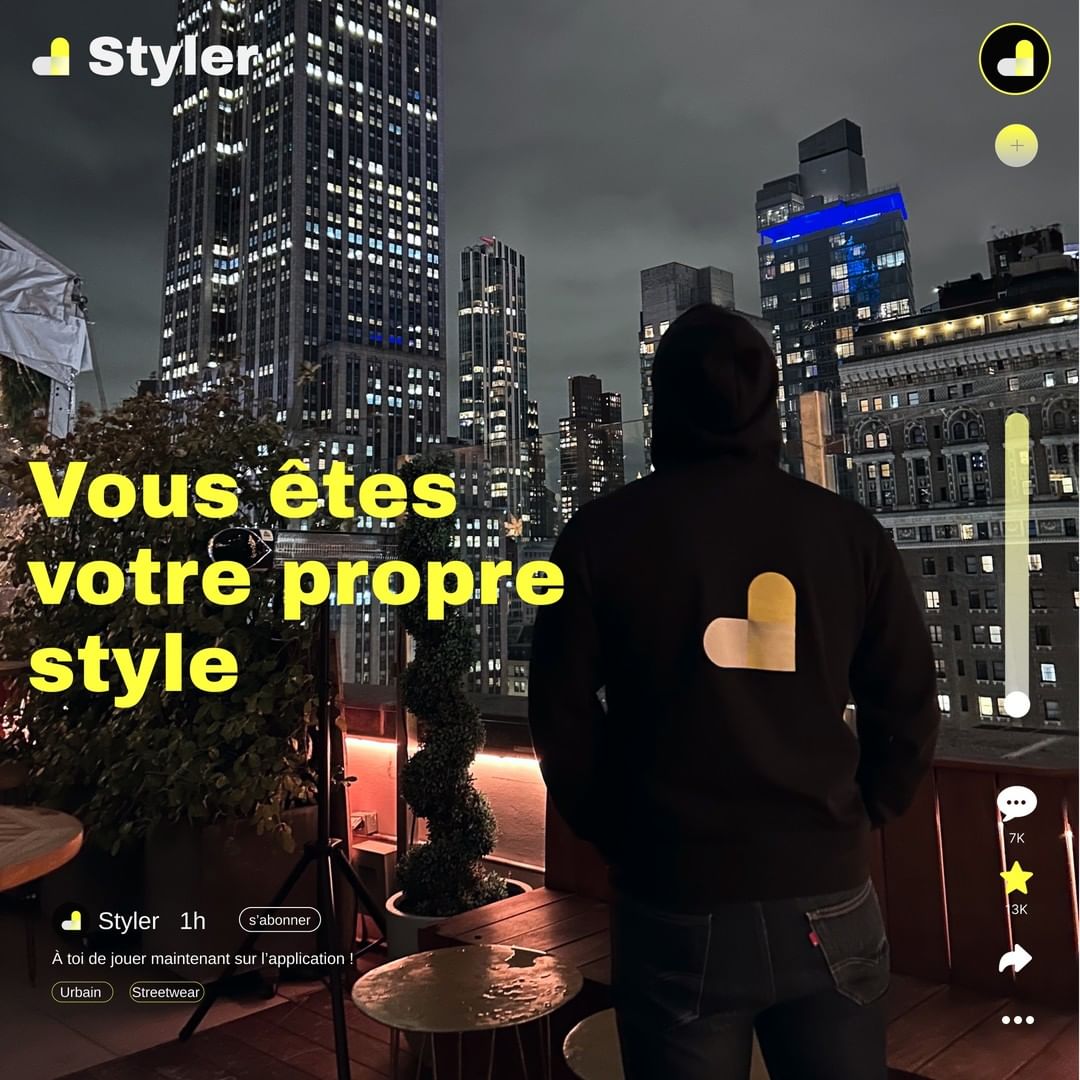 Styler
Vous êtes
votre propre
style
7K
13K
Styler 1h s'abonner
À toi de jouer maintenant sur l'application !
Urbain Streetwear